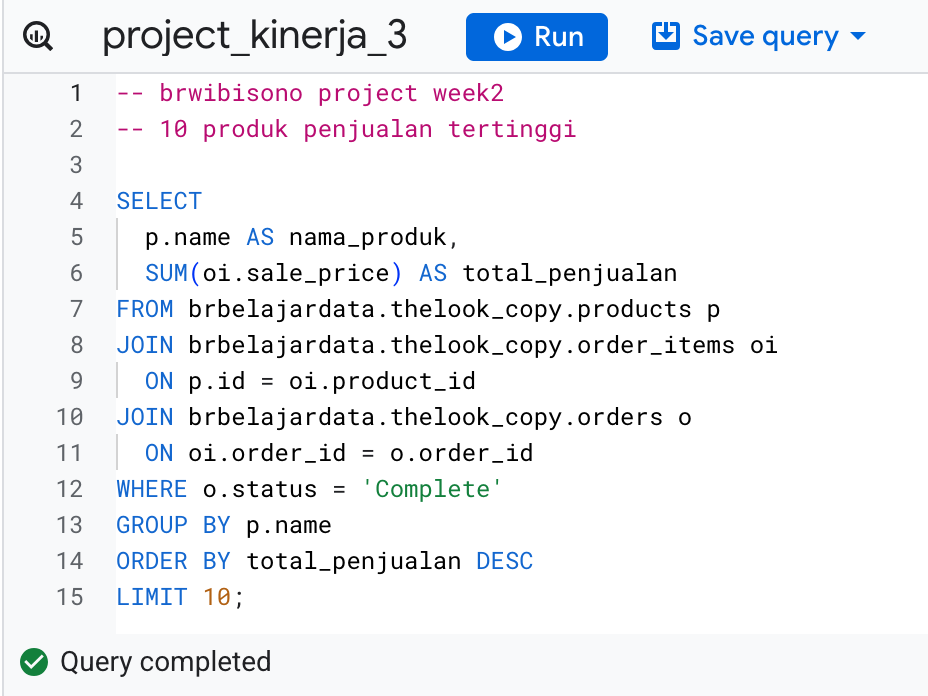 project_kinerja_3 Run Save query
1 -- brwibisono project week2
2 -- 10 produk penjualan tertinggi
3
4 SELECT
5 p.name AS nama_produk,
6 SUM(oi.sale_price) AS total_penjualan
7 FROM brbelajardata.thelook_copy.products p
8 JOIN brbelajardata.thelook_copy.order_items oi
9 ON p.id = oi.product_id
10 JOIN brbelajardata.thelook_copy.orders o
11 ON oi.order_id = o.order_id
12 WHERE o.status = 'Complete'
13 GROUP BY p.name
14 ORDER BY total_penjualan DESC
15 LIMIT 10;
Query completed